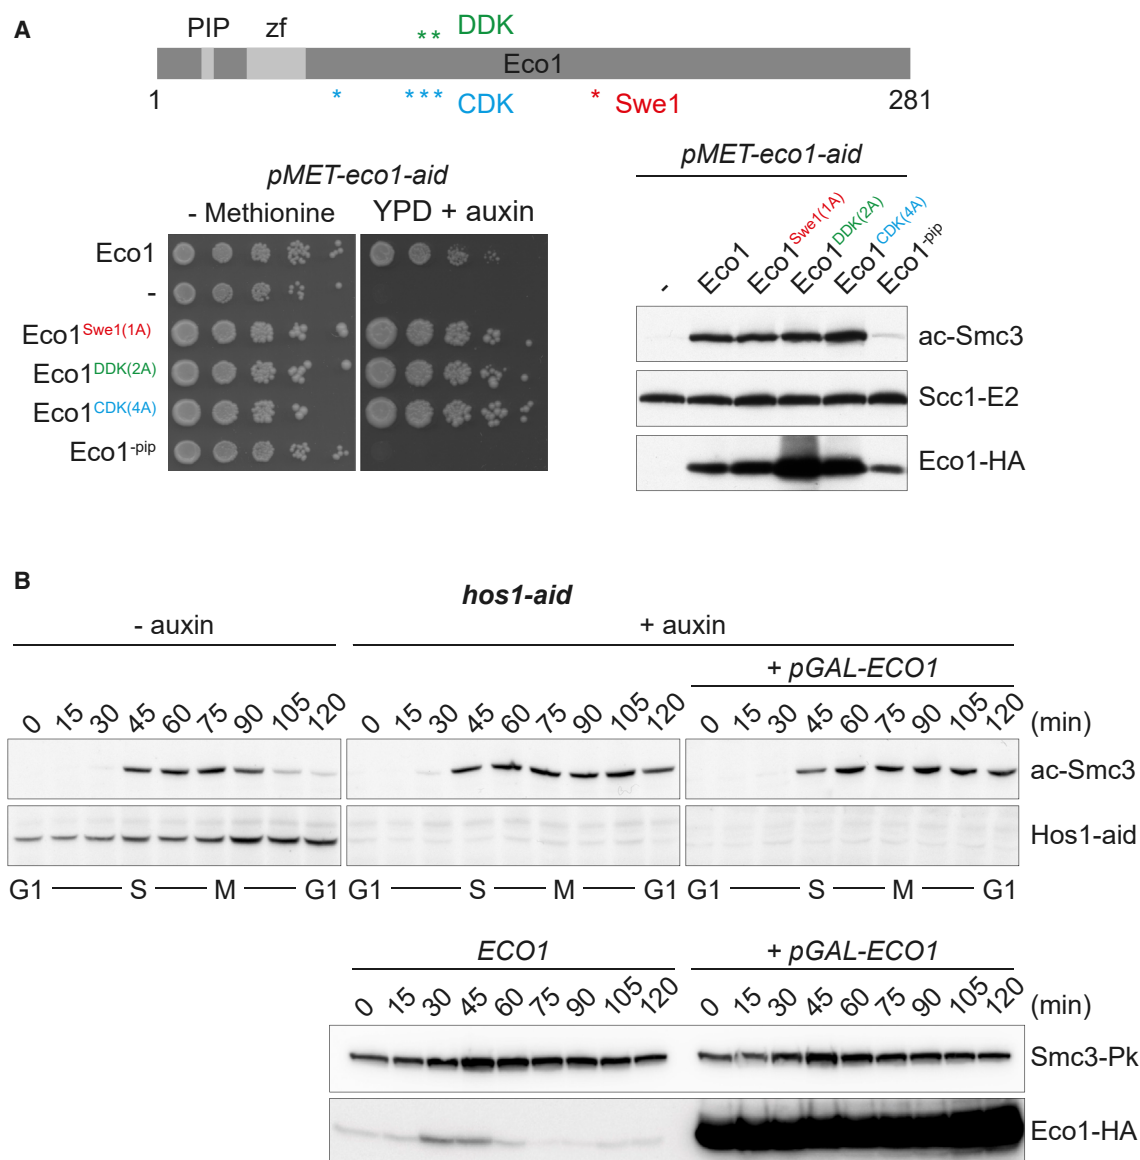 A
PIP zf ** DDK
Eco1
1 * *** CDK * Swe1 281
pMET-eco1-aid
- Methionine YPD + auxin
Eco1
-
Eco1Swe1(1A)
Eco1DDK(2A)
Eco1CDK(4A)
Eco1-pip
pMET-eco1-aid
- Eco1 Eco1Swe1(1A) Eco1DDK(2A) Eco1CDK(4A) Eco1-pip
ac-Smc3
Scc1-E2
Eco1-HA
B
hos1-aid
- auxin + auxin
+ pGAL-ECO1
0 15 30 45 60 75 90 105 120 0 15 30 45 60 75 90 105 120 0 15 30 45 60 75 90 105 120 (min)
ac-Smc3
Hos1-aid
G1 S M G1 G1 S M G1 G1 S M G1
ECO1 + pGAL-ECO1
0 15 30 45 60 75 90 105 120 0 15 30 45 60 75 90 105 120 (min)
Smc3-Pk
Eco1-HA